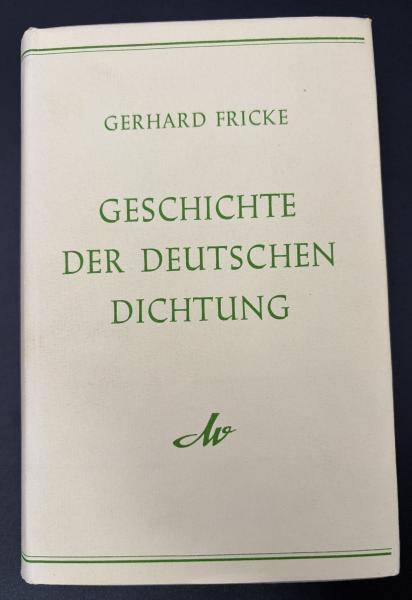 GERHARD FRICKE
GESCHICHTE
DER DEUTSCHEN
DICHTUNG